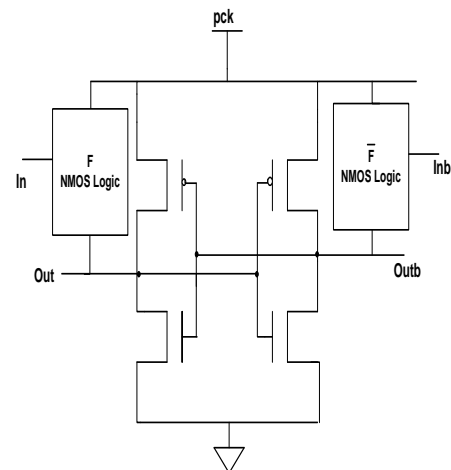 pck
F
NMOS Logic
F̅
NMOS Logic
In
Inb
Out
Outb